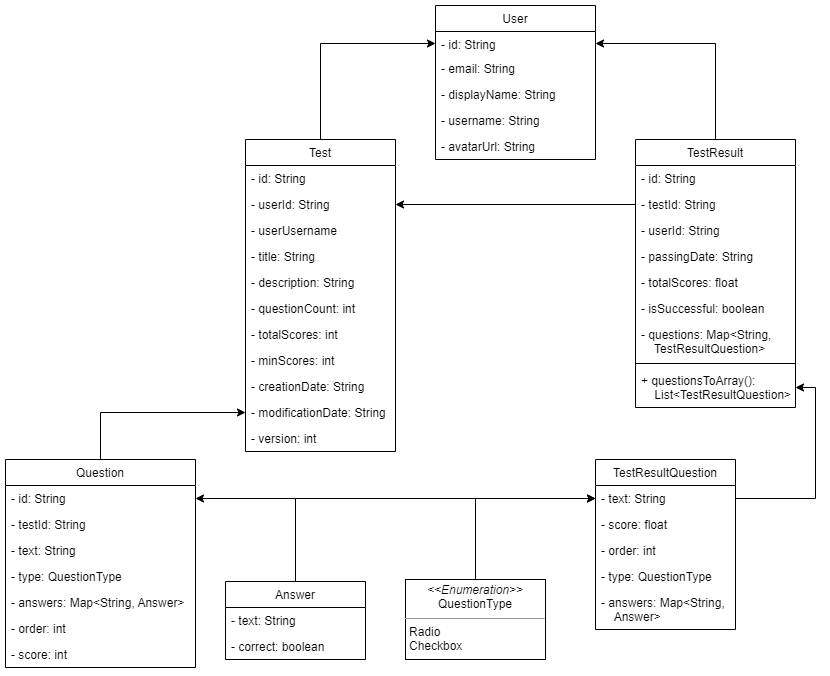 User
- id: String
- email: String
- displayName: String
- username: String
- avatarUrl: String
Test
- id: String
- userId: String
- userUsername
- title: String
- description: String
- questionCount: int
- totalScores: int
- minScores: int
- creationDate: String
- modificationDate: String
- version: int
TestResult
- id: String
- testId: String
- userId: String
- passingDate: String
- totalScores: float
- isSuccessful: boolean
- questions: Map<String,
TestResultQuestion>
+ questionsToArray():
List<TestResultQuestion>
Question
- id: String
- testId: String
- text: String
- type: QuestionType
- answers: Map<String, Answer>
- order: int
- score: int
Answer
- text: String
- correct: boolean
<<Enumeration>>
QuestionType
Radio
Checkbox
TestResultQuestion
- text: String
- score: float
- order: int
- type: QuestionType
- answers: Map<String,
Answer>